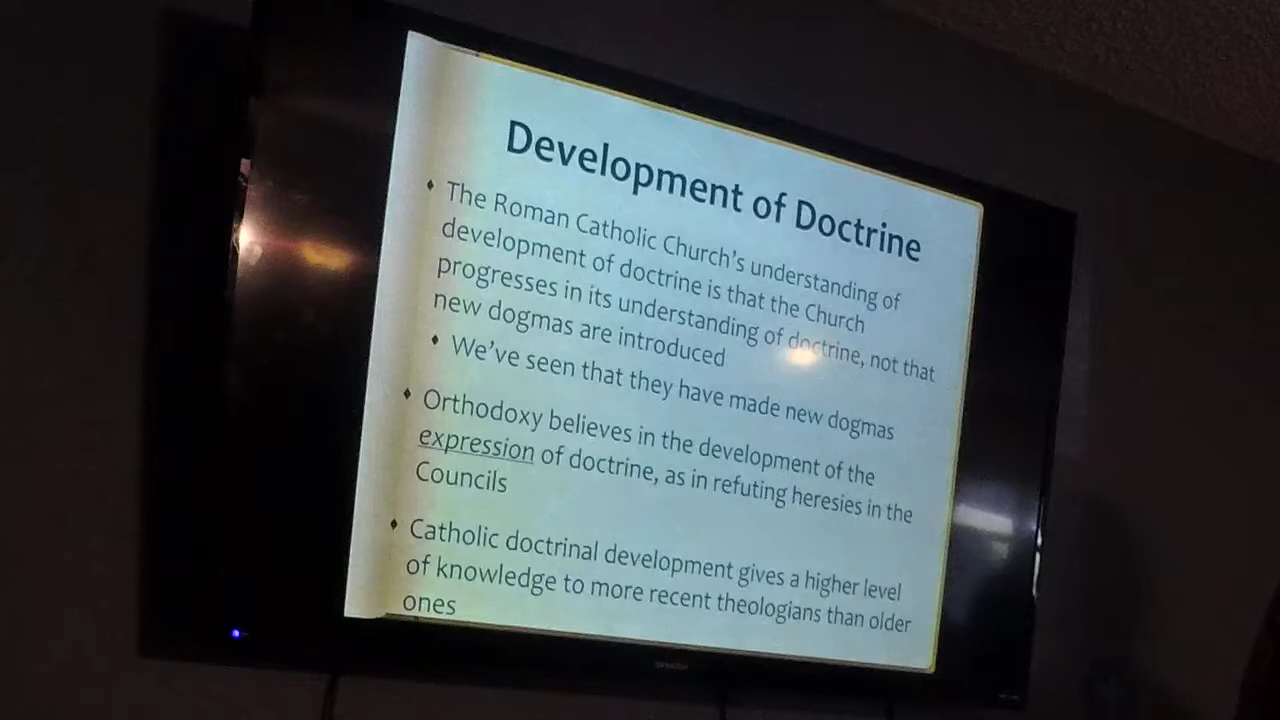 Development of Doctrine
• The Roman Catholic Church's understanding of
development of doctrine is that the Church
progresses in its understanding of doctrine, not that
new dogmas are introduced
• We've seen that they have made new dogmas
• Orthodoxy believes in the development of the
expression of doctrine, as in refuting heresies in the
Councils
• Catholic doctrinal development gives a higher level
of knowledge to more recent theologians than older
ones